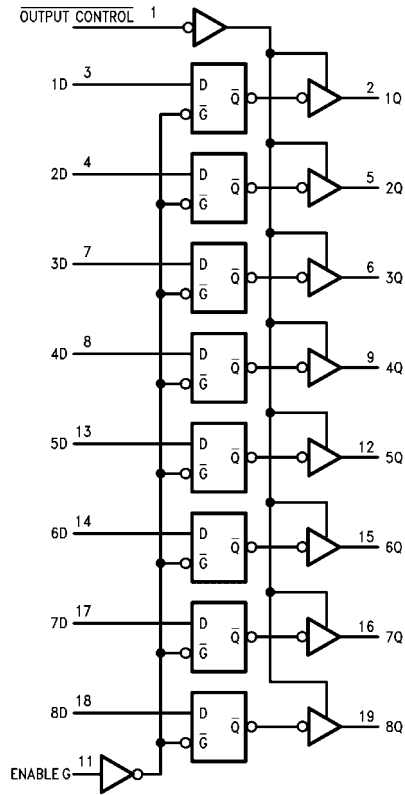 OUTPUT CONTROL 1
3 2
1D D Q̅ 1Q
G̅
4 5
2D D Q̅ 2Q
G̅
7 6
3D D Q̅ 3Q
G̅
8 9
4D D Q̅ 4Q
G̅
13 12
5D D Q̅ 5Q
G̅
14 15
6D D Q̅ 6Q
G̅
17 16
7D D Q̅ 7Q
G̅
18 19
8D D Q̅ 8Q
G̅
11
ENABLE G